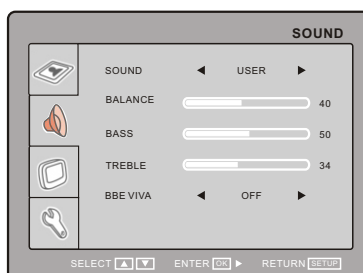 SOUND
SOUND ◀ USER ▶
BALANCE 40
BASS 50
TREBLE 34
BBE VIVA ◀ OFF ▶
SELECT ▲ ▼ ENTER OK ▶ RETURN SETUP